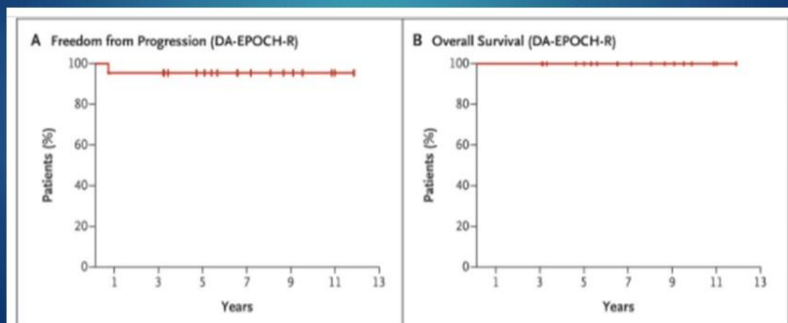 A Freedom from Progression (DA-EPOCH-R)
100
80
60
40
20
0
Patients (%)
1 3 5 7 9 11 13
Years
B Overall Survival (DA-EPOCH-R)
100
80
60
40
20
0
Patients (%)
1 3 5 7 9 11 13
Years